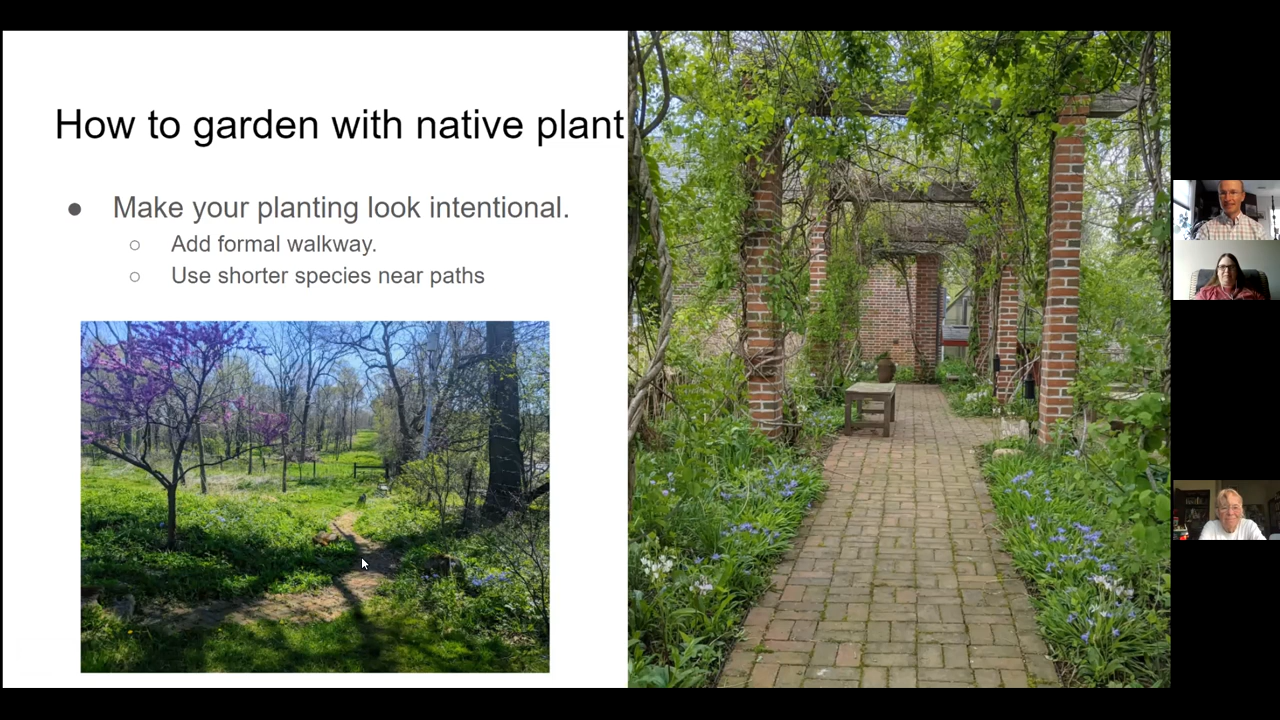 How to garden with native plant
● Make your planting look intentional.
○ Add formal walkway.
○ Use shorter species near paths